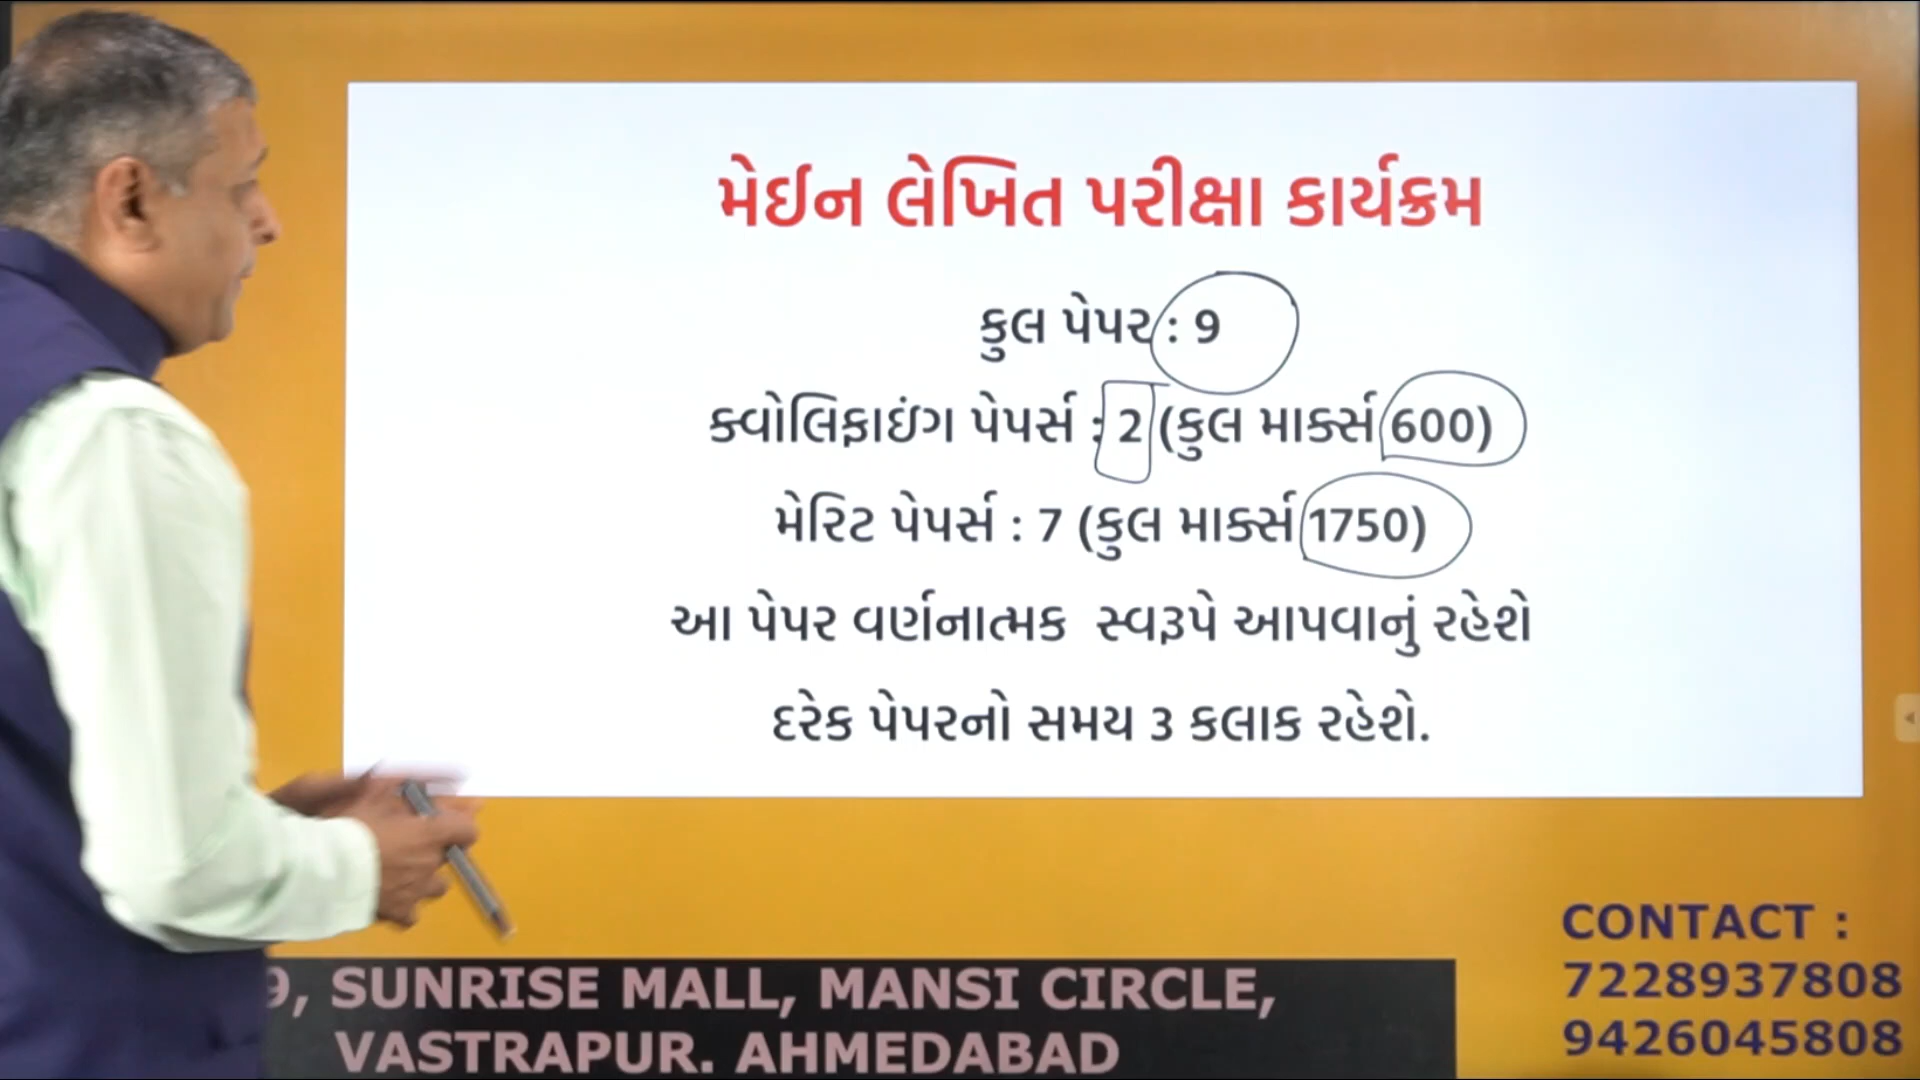 મેઈન લેખિત પરીક્ષા કાર્યક્રમ
કુલ પેપર : 9
ક્વોલિફાઇંગ પેપર્સ : 2 (કુલ માર્ક્સ 600)
મેરિટ પેપર્સ : 7 (કુલ માર્ક્સ 1750)
આ પેપર વર્ણનાત્મક સ્વરૂપે આપવાનું રહેશે
દરેક પેપરનો સમય 3 કલાક રહેશે.
9, SUNRISE MALL, MANSI CIRCLE,
VASTRAPUR. AHMEDABAD
CONTACT :
7228937808
9426045808